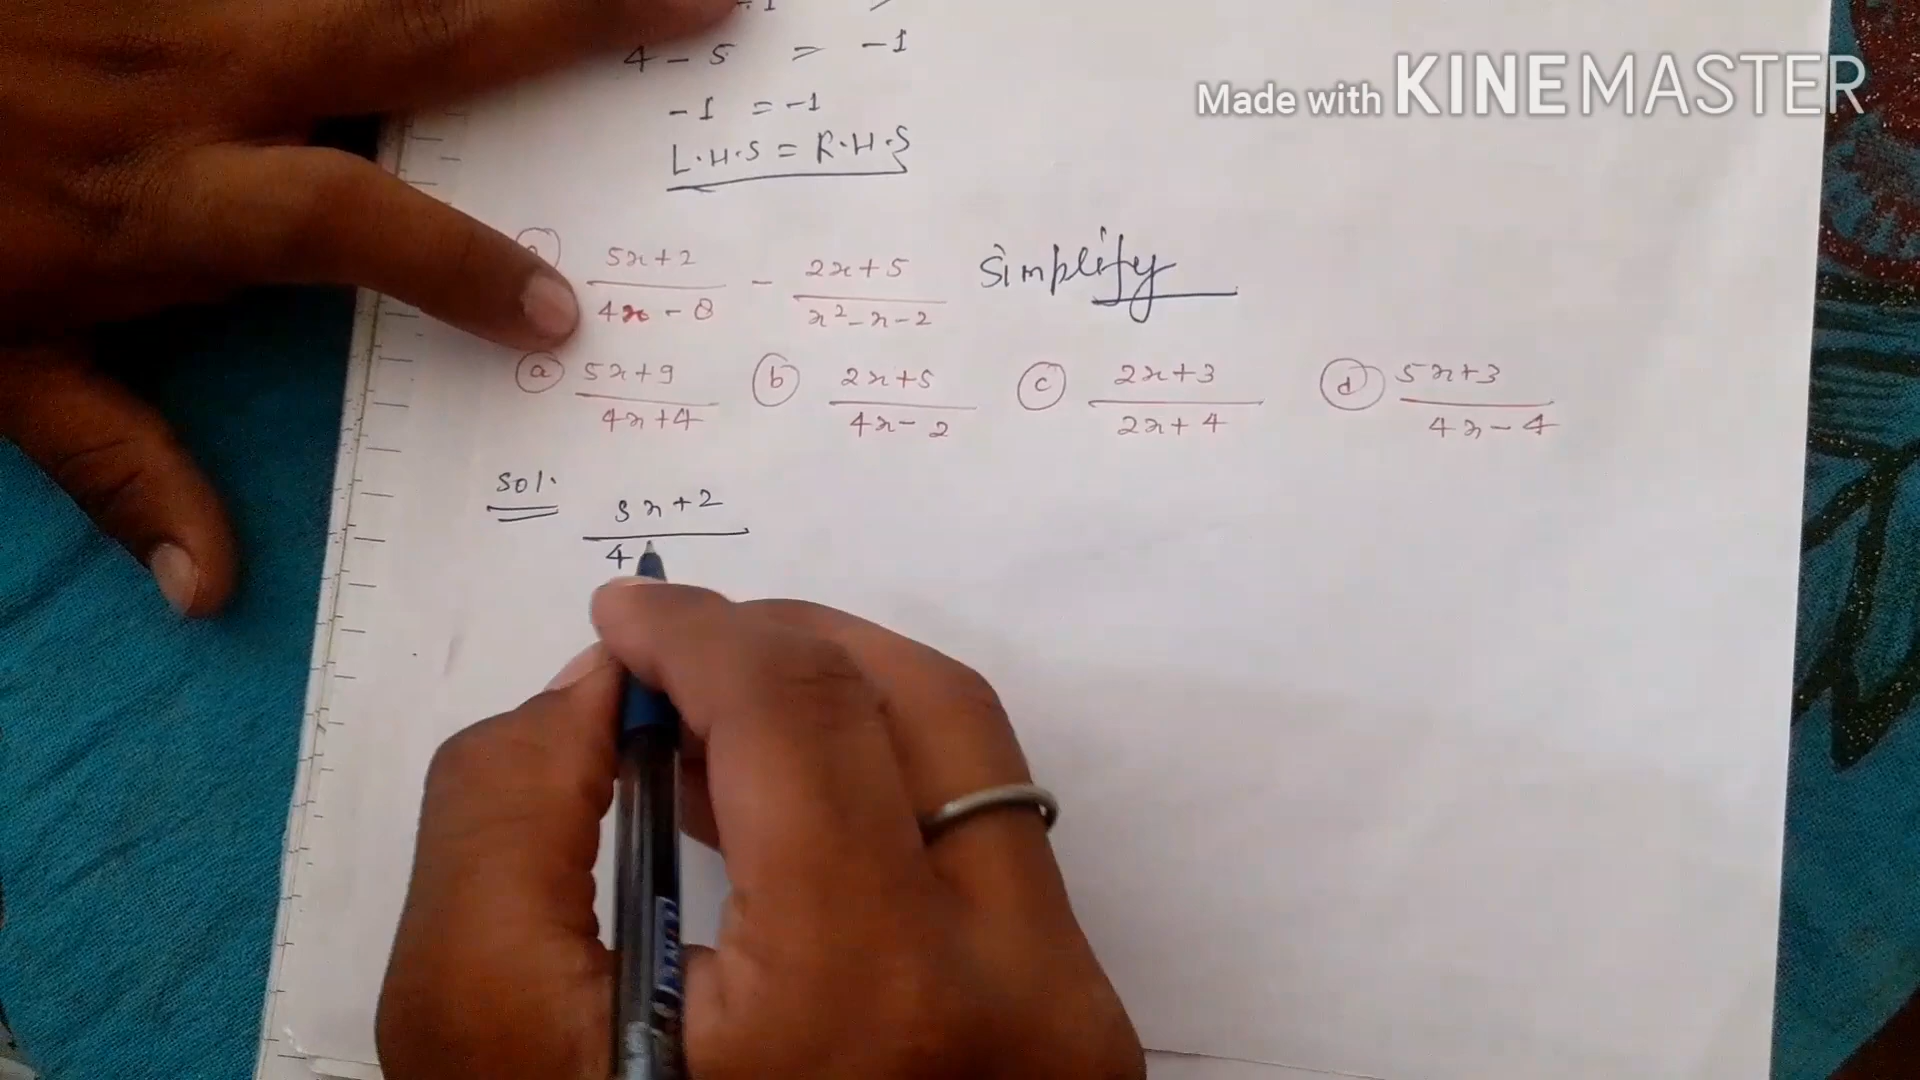 4 - 5 = -1
Made with KINEMASTER
-1 = -1
L.H.S = R.H.S
5x+2 / 4x - 8 - 2x+5 / x² - x - 2 Simplify
(a) 5x+9 / 4x+4 (b) 2x+5 / 4x-2 (c) 2x+3 / 2x+4 (d) 5x+3 / 4x-4
Sol.
5x+2 / 4